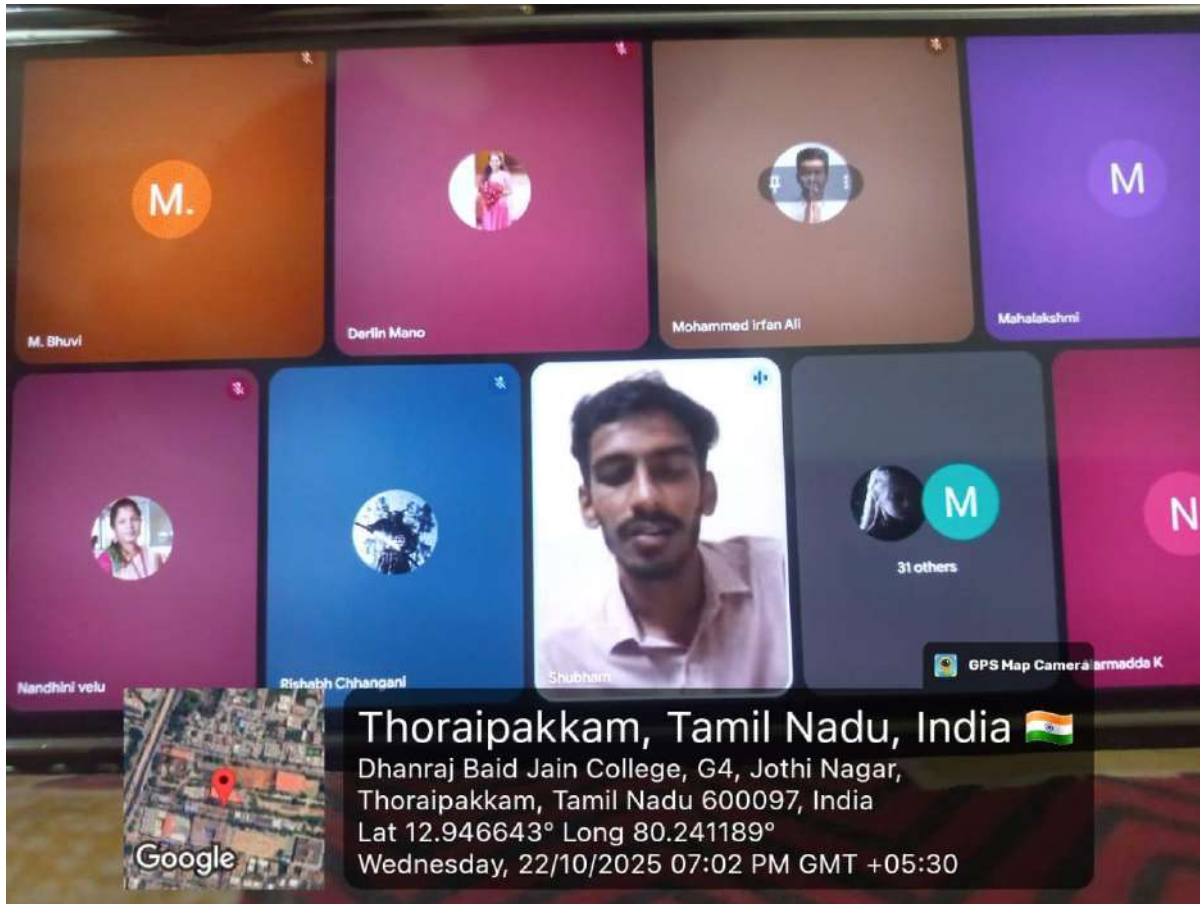 M.
M. Bhuvi
Derlin Mano
Mohammed irfan Ali
M
Mahalakshmi
Nandhini velu
Rishabh Chhangani
Shubham
M
31 others
N
armadda K
GPS Map Camera
Google
Thoraipakkam, Tamil Nadu, India
Dhanraj Baid Jain College, G4, Jothi Nagar,
Thoraipakkam, Tamil Nadu 600097, India
Lat 12.946643° Long 80.241189°
Wednesday, 22/10/2025 07:02 PM GMT +05:30